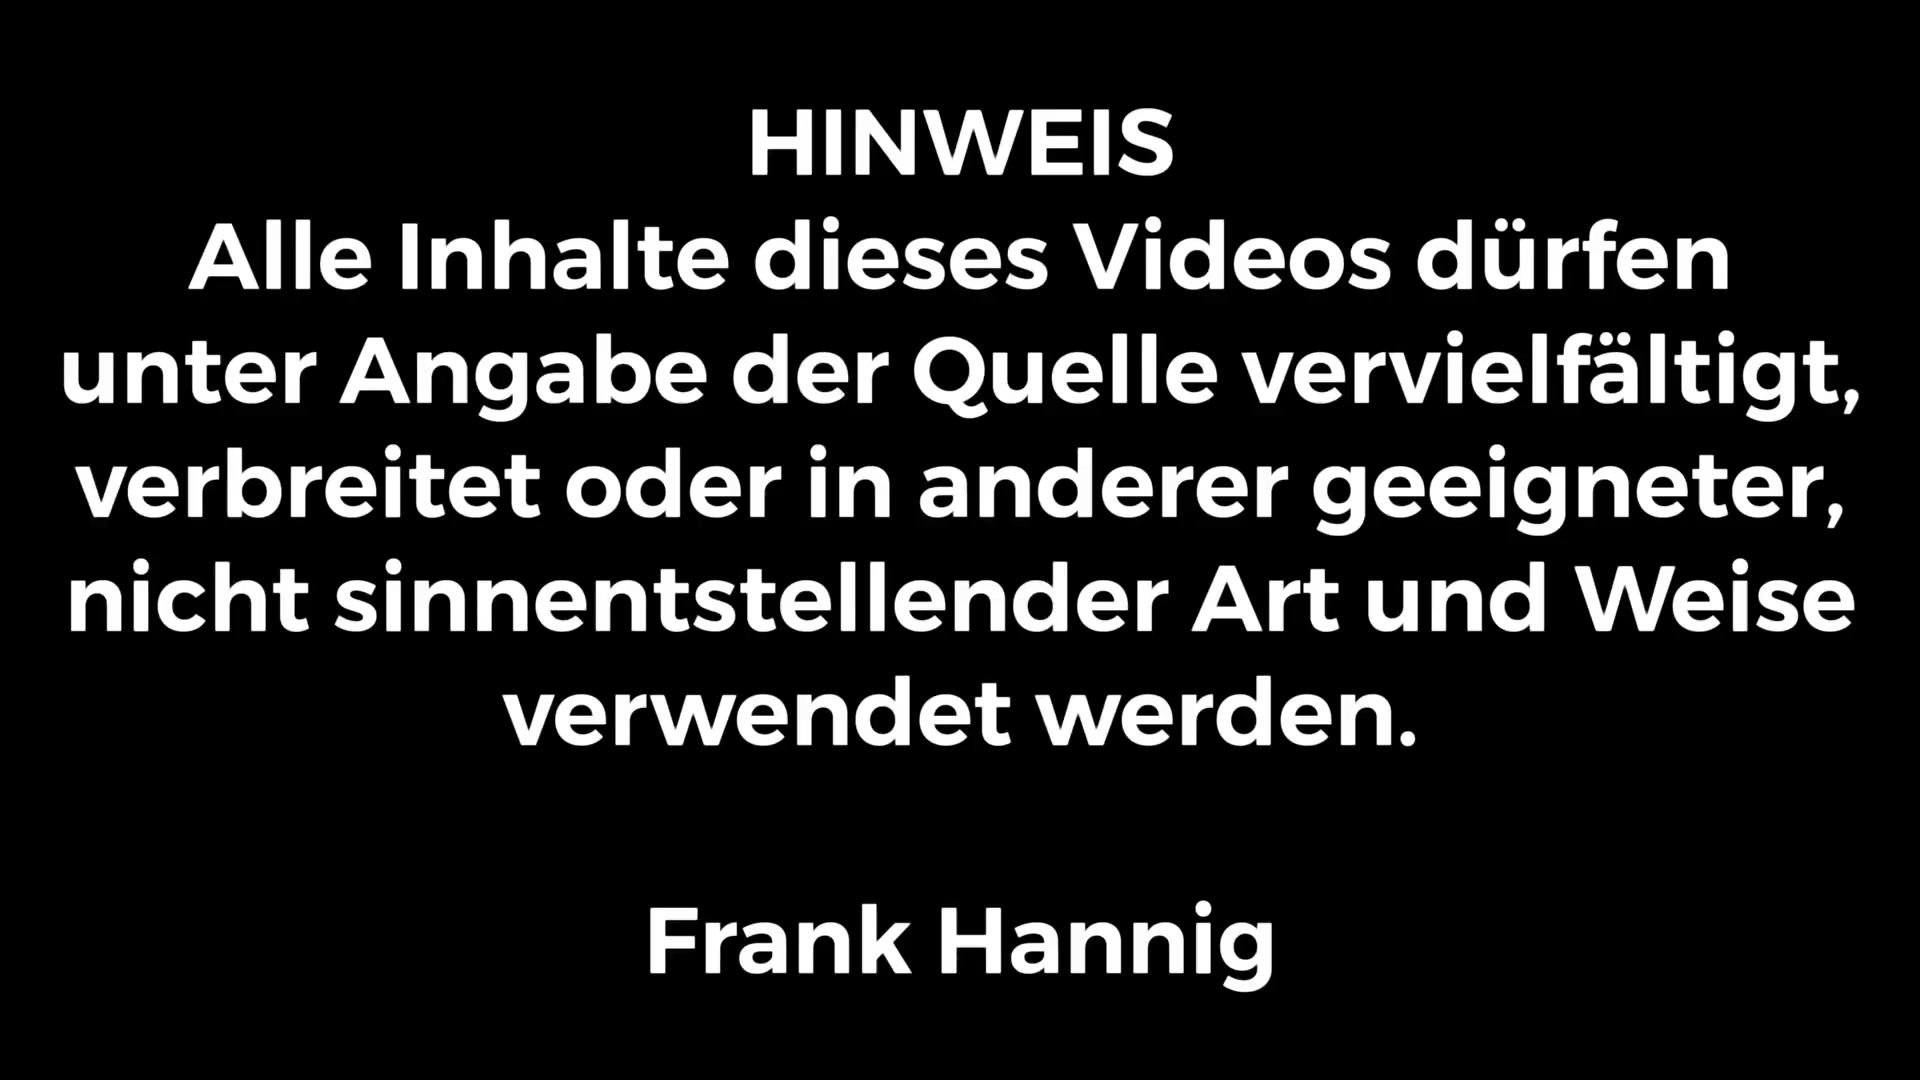 HINWEIS
Alle Inhalte dieses Videos dürfen
unter Angabe der Quelle vervielfältigt,
verbreitet oder in anderer geeigneter,
nicht sinnentstellender Art und Weise
verwendet werden.
Frank Hannig